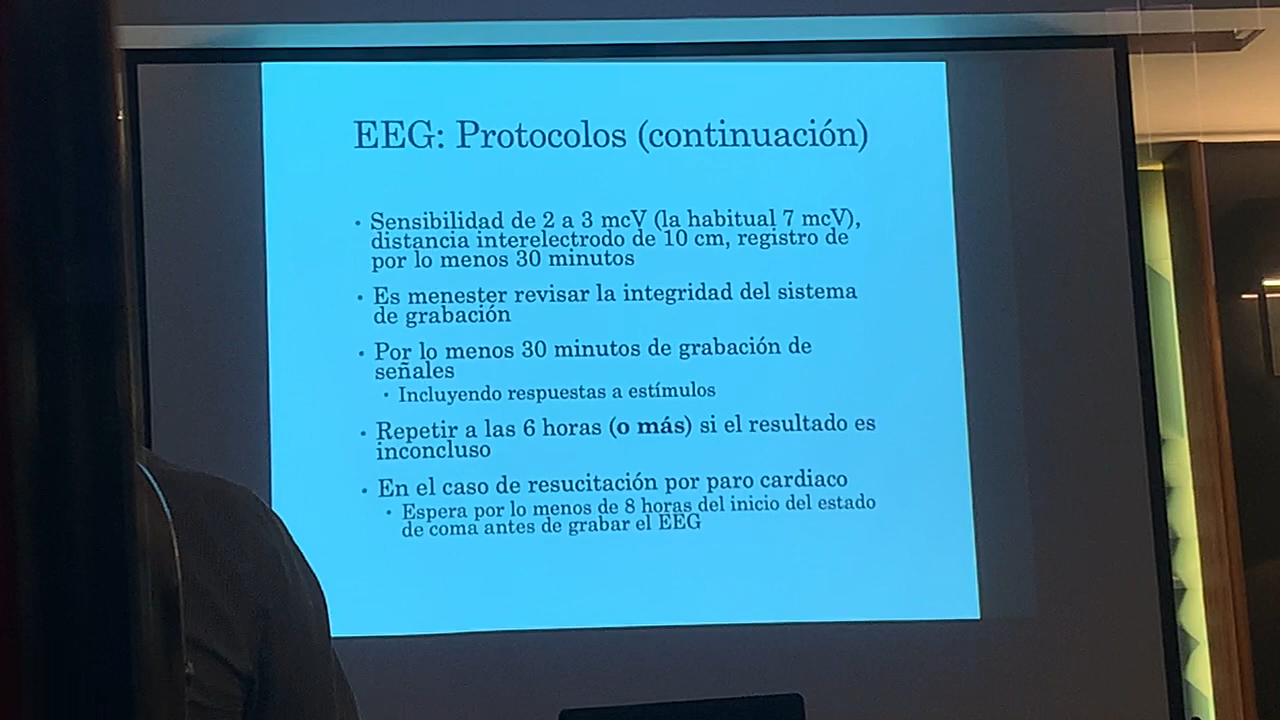 EEG: Protocolos (continuación)
• Sensibilidad de 2 a 3 mcV (la habitual 7 mcV),
distancia interelectrodo de 10 cm, registro de
por lo menos 30 minutos
• Es menester revisar la integridad del sistema
de grabación
• Por lo menos 30 minutos de grabación de
señales
• Incluyendo respuestas a estímulos
• Repetir a las 6 horas (o más) si el resultado es
inconcluso
• En el caso de resucitación por paro cardiaco
• Espera por lo menos de 8 horas del inicio del estado
de coma antes de grabar el EEG